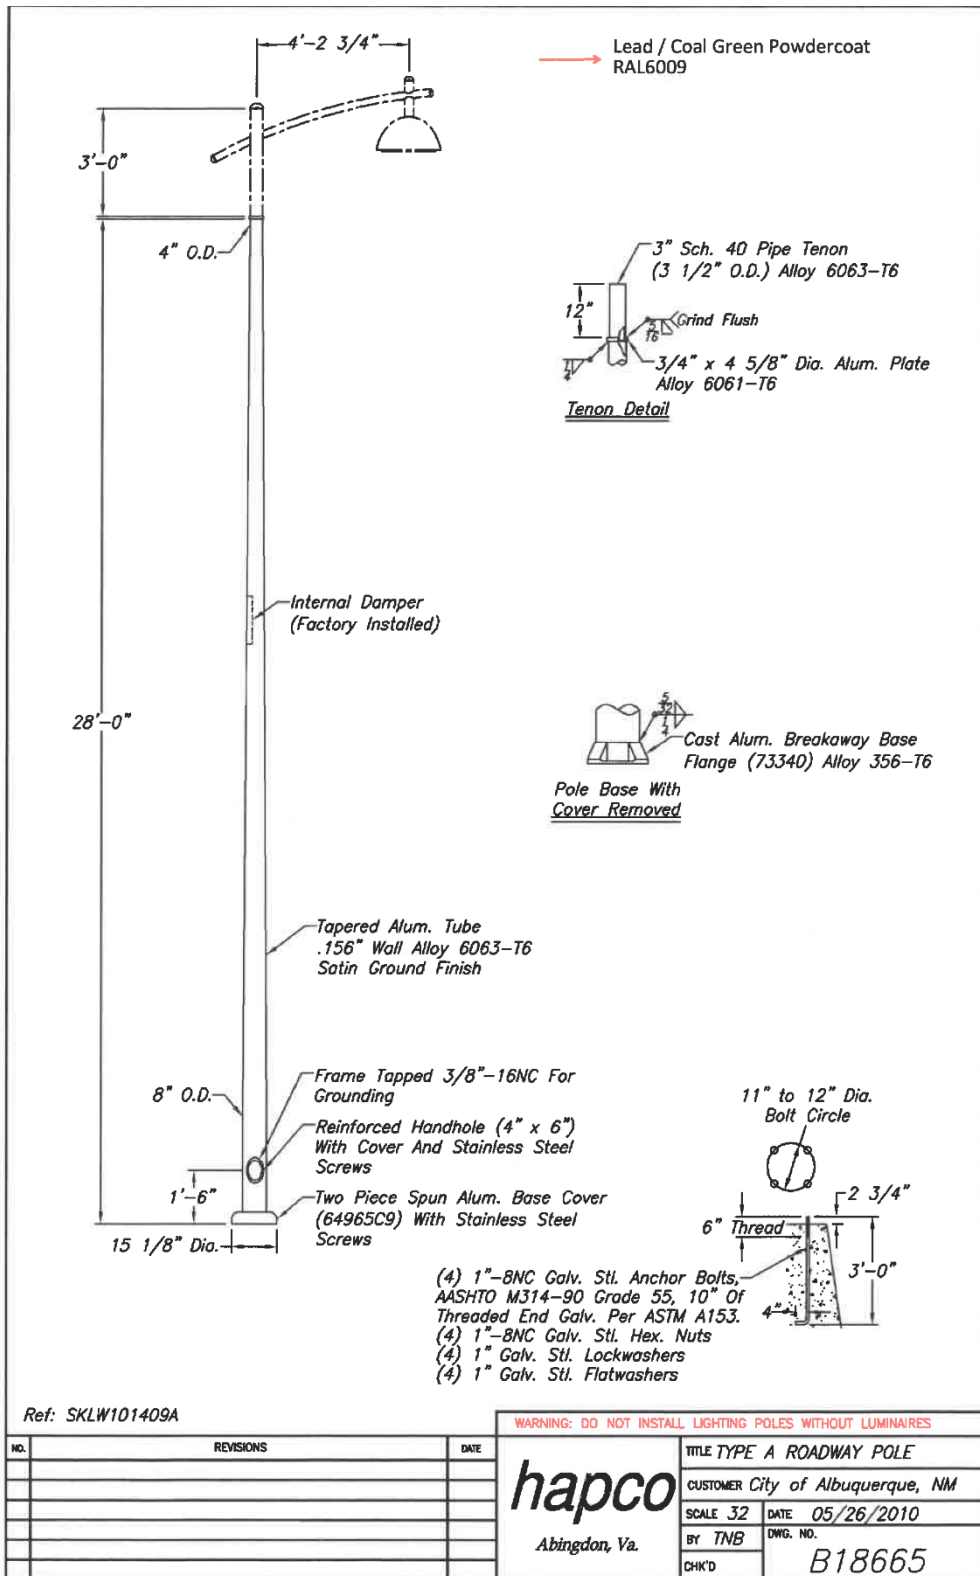 4'-2 3/4"
Lead / Coal Green Powdercoat
RAL6009
3'-0"
4" O.D.
3" Sch. 40 Pipe Tenon
(3 1/2" O.D.) Alloy 6063-T6
12"
5
16
Grind Flush
1
4
3/4" x 4 5/8" Dia. Alum. Plate
Alloy 6061-T6
Tenon Detail
Internal Damper
(Factory Installed)
28'-0"
5
32
1
4
Cast Alum. Breakaway Base
Flange (73340) Alloy 356-T6
Pole Base With
Cover Removed
Tapered Alum. Tube
.156" Wall Alloy 6063-T6
Satin Ground Finish
8" O.D.
Frame Tapped 3/8"-16NC For
Grounding
Reinforced Handhole (4" x 6")
With Cover And Stainless Steel
Screws
1'-6"
Two Piece Spun Alum. Base Cover
(64965C9) With Stainless Steel
Screws
15 1/8" Dia.
11" to 12" Dia.
Bolt Circle
2 3/4"
6" Thread
3'-0"
4"
(4) 1"-8NC Galv. Stl. Anchor Bolts,
AASHTO M314-90 Grade 55, 10" Of
Threaded End Galv. Per ASTM A153.
(4) 1"-8NC Galv. Stl. Hex. Nuts
(4) 1" Galv. Stl. Lockwashers
(4) 1" Galv. Stl. Flatwashers
Ref: SKLW101409A
WARNING: DO NOT INSTALL LIGHTING POLES WITHOUT LUMINAIRES
NO. REVISIONS DATE
hapco
Abingdon, Va.
TITLE TYPE A ROADWAY POLE
CUSTOMER City of Albuquerque, NM
SCALE 32 DATE 05/26/2010
BY TNB DWG. NO.
CHK'D B18665